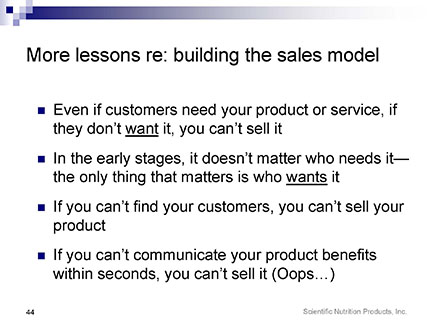 More lessons re: building the sales model
Even if customers need your product or service, if
they don’t want it, you can’t sell it
In the early stages, it doesn’t matter who needs it—
the only thing that matters is who wants it
If you can’t find your customers, you can’t sell your
product
If you can’t communicate your product benefits
within seconds, you can’t sell it (Oops…)
44
Scientific Nutrition Products, Inc.